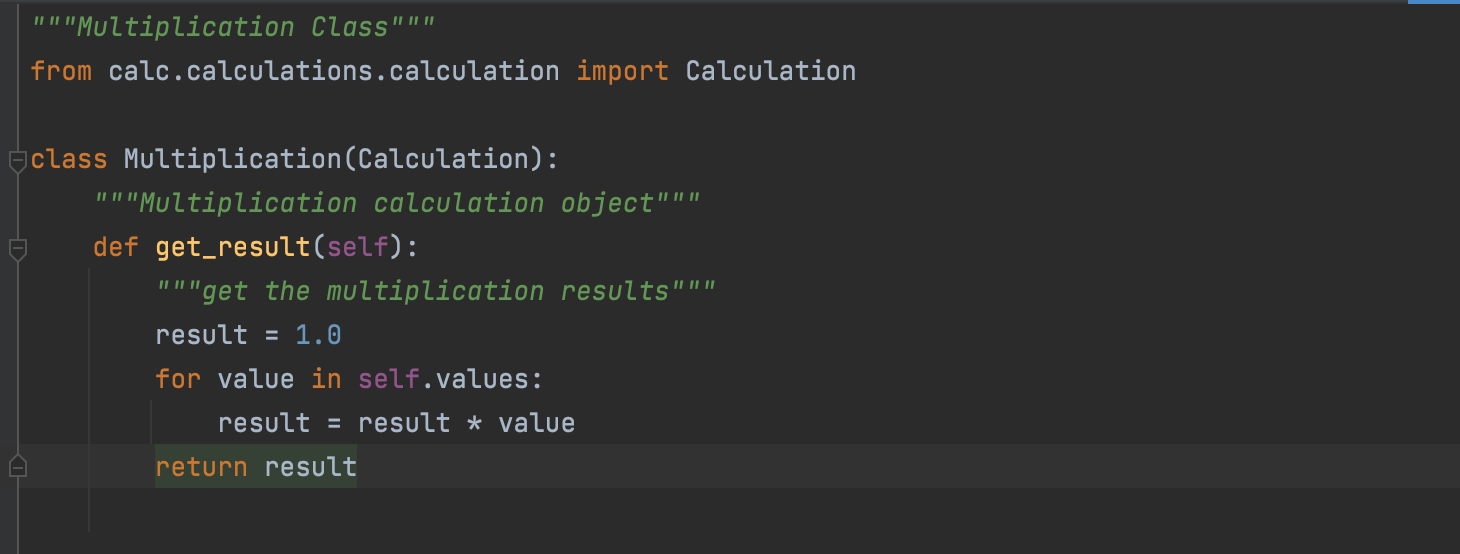 """Multiplication Class"""
from calc.calculations.calculation import Calculation

class Multiplication(Calculation):
    """Multiplication calculation object"""
    def get_result(self):
        """get the multiplication results"""
        result = 1.0
        for value in self.values:
            result = result * value
        return result